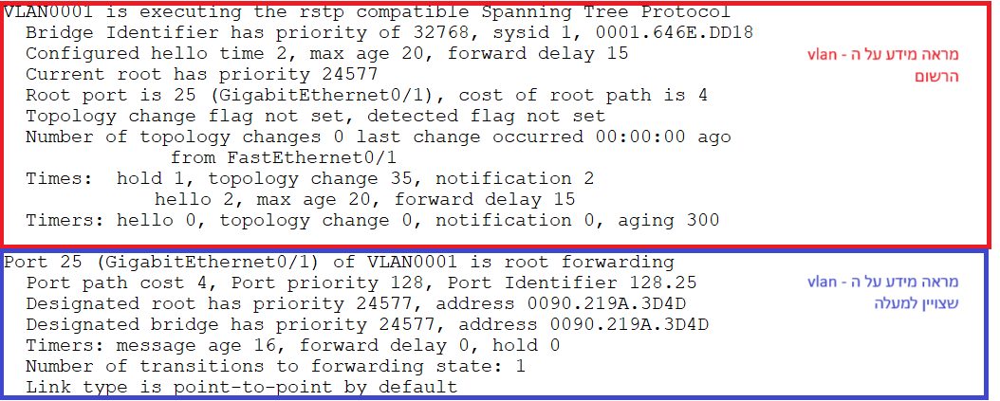 VLAN0001 is executing the rstp compatible Spanning Tree Protocol
Bridge Identifier has priority of 32768, sysid 1, 0001.646E.DD18
Configured hello time 2, max age 20, forward delay 15
Current root has priority 24577
Root port is 25 (GigabitEthernet0/1), cost of root path is 4
Topology change flag not set, detected flag not set
Number of topology changes 0 last change occurred 00:00:00 ago
from FastEthernet0/1
Times: hold 1, topology change 35, notification 2
hello 2, max age 20, forward delay 15
Timers: hello 0, topology change 0, notification 0, aging 300
מראה מידע על ה - vlan
הרשום
Port 25 (GigabitEthernet0/1) of VLAN0001 is root forwarding
Port path cost 4, Port priority 128, Port Identifier 128.25
Designated root has priority 24577, address 0090.219A.3D4D
Designated bridge has priority 24577, address 0090.219A.3D4D
Timers: message age 16, forward delay 0, hold 0
Number of transitions to forwarding state: 1
Link type is point-to-point by default
מראה מידע על ה - vlan
שצויין למעלה